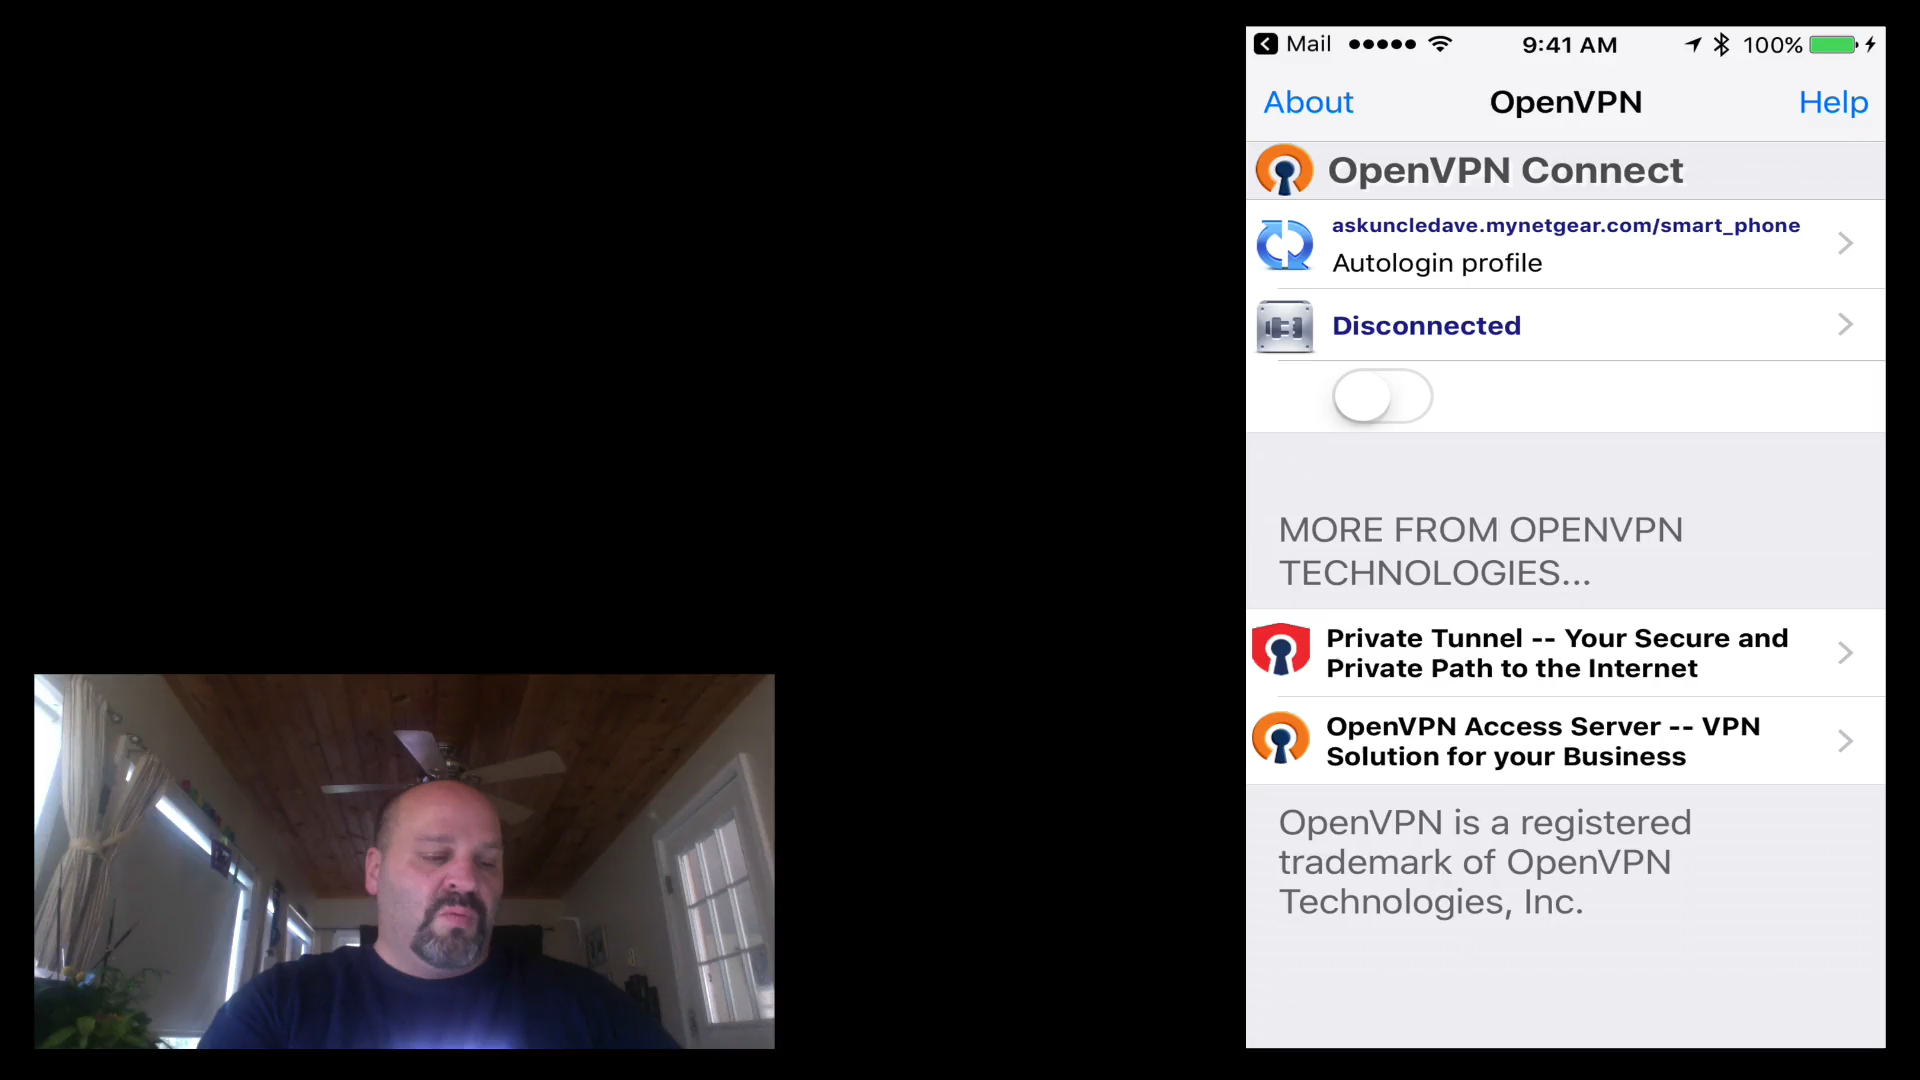 Mail 9:41 AM 100%
About OpenVPN Help
OpenVPN Connect
askuncledave.mynetgear.com/smart_phone
Autologin profile
Disconnected
MORE FROM OPENVPN
TECHNOLOGIES...
Private Tunnel -- Your Secure and
Private Path to the Internet
OpenVPN Access Server -- VPN
Solution for your Business
OpenVPN is a registered
trademark of OpenVPN
Technologies, Inc.